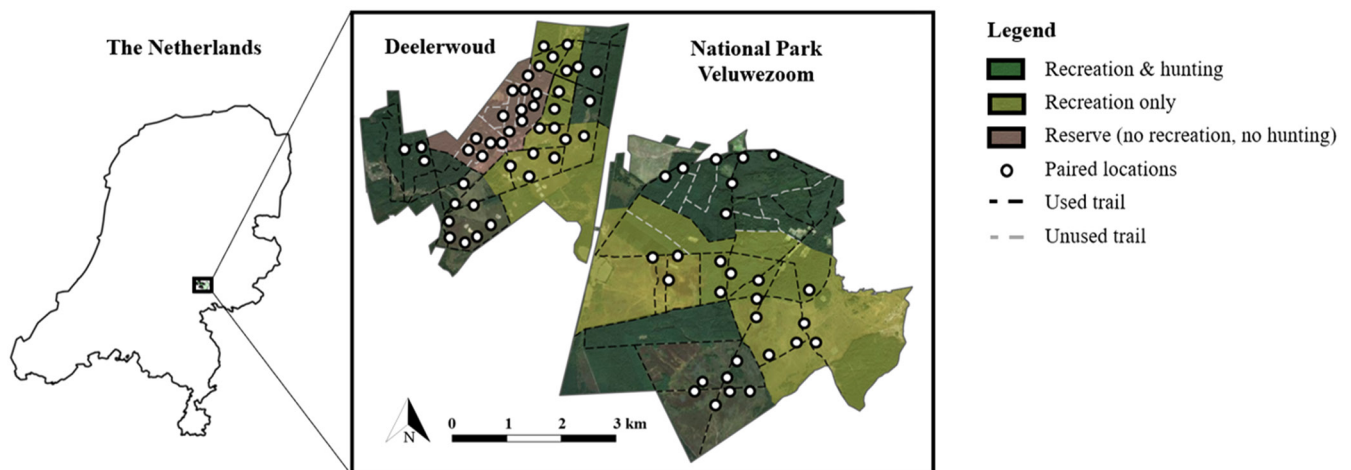 The Netherlands
Deelerwoud
National Park
Veluwezoom
N
0 1 2 3 km
Legend
Recreation & hunting
Recreation only
Reserve (no recreation, no hunting)
Paired locations
Used trail
Unused trail